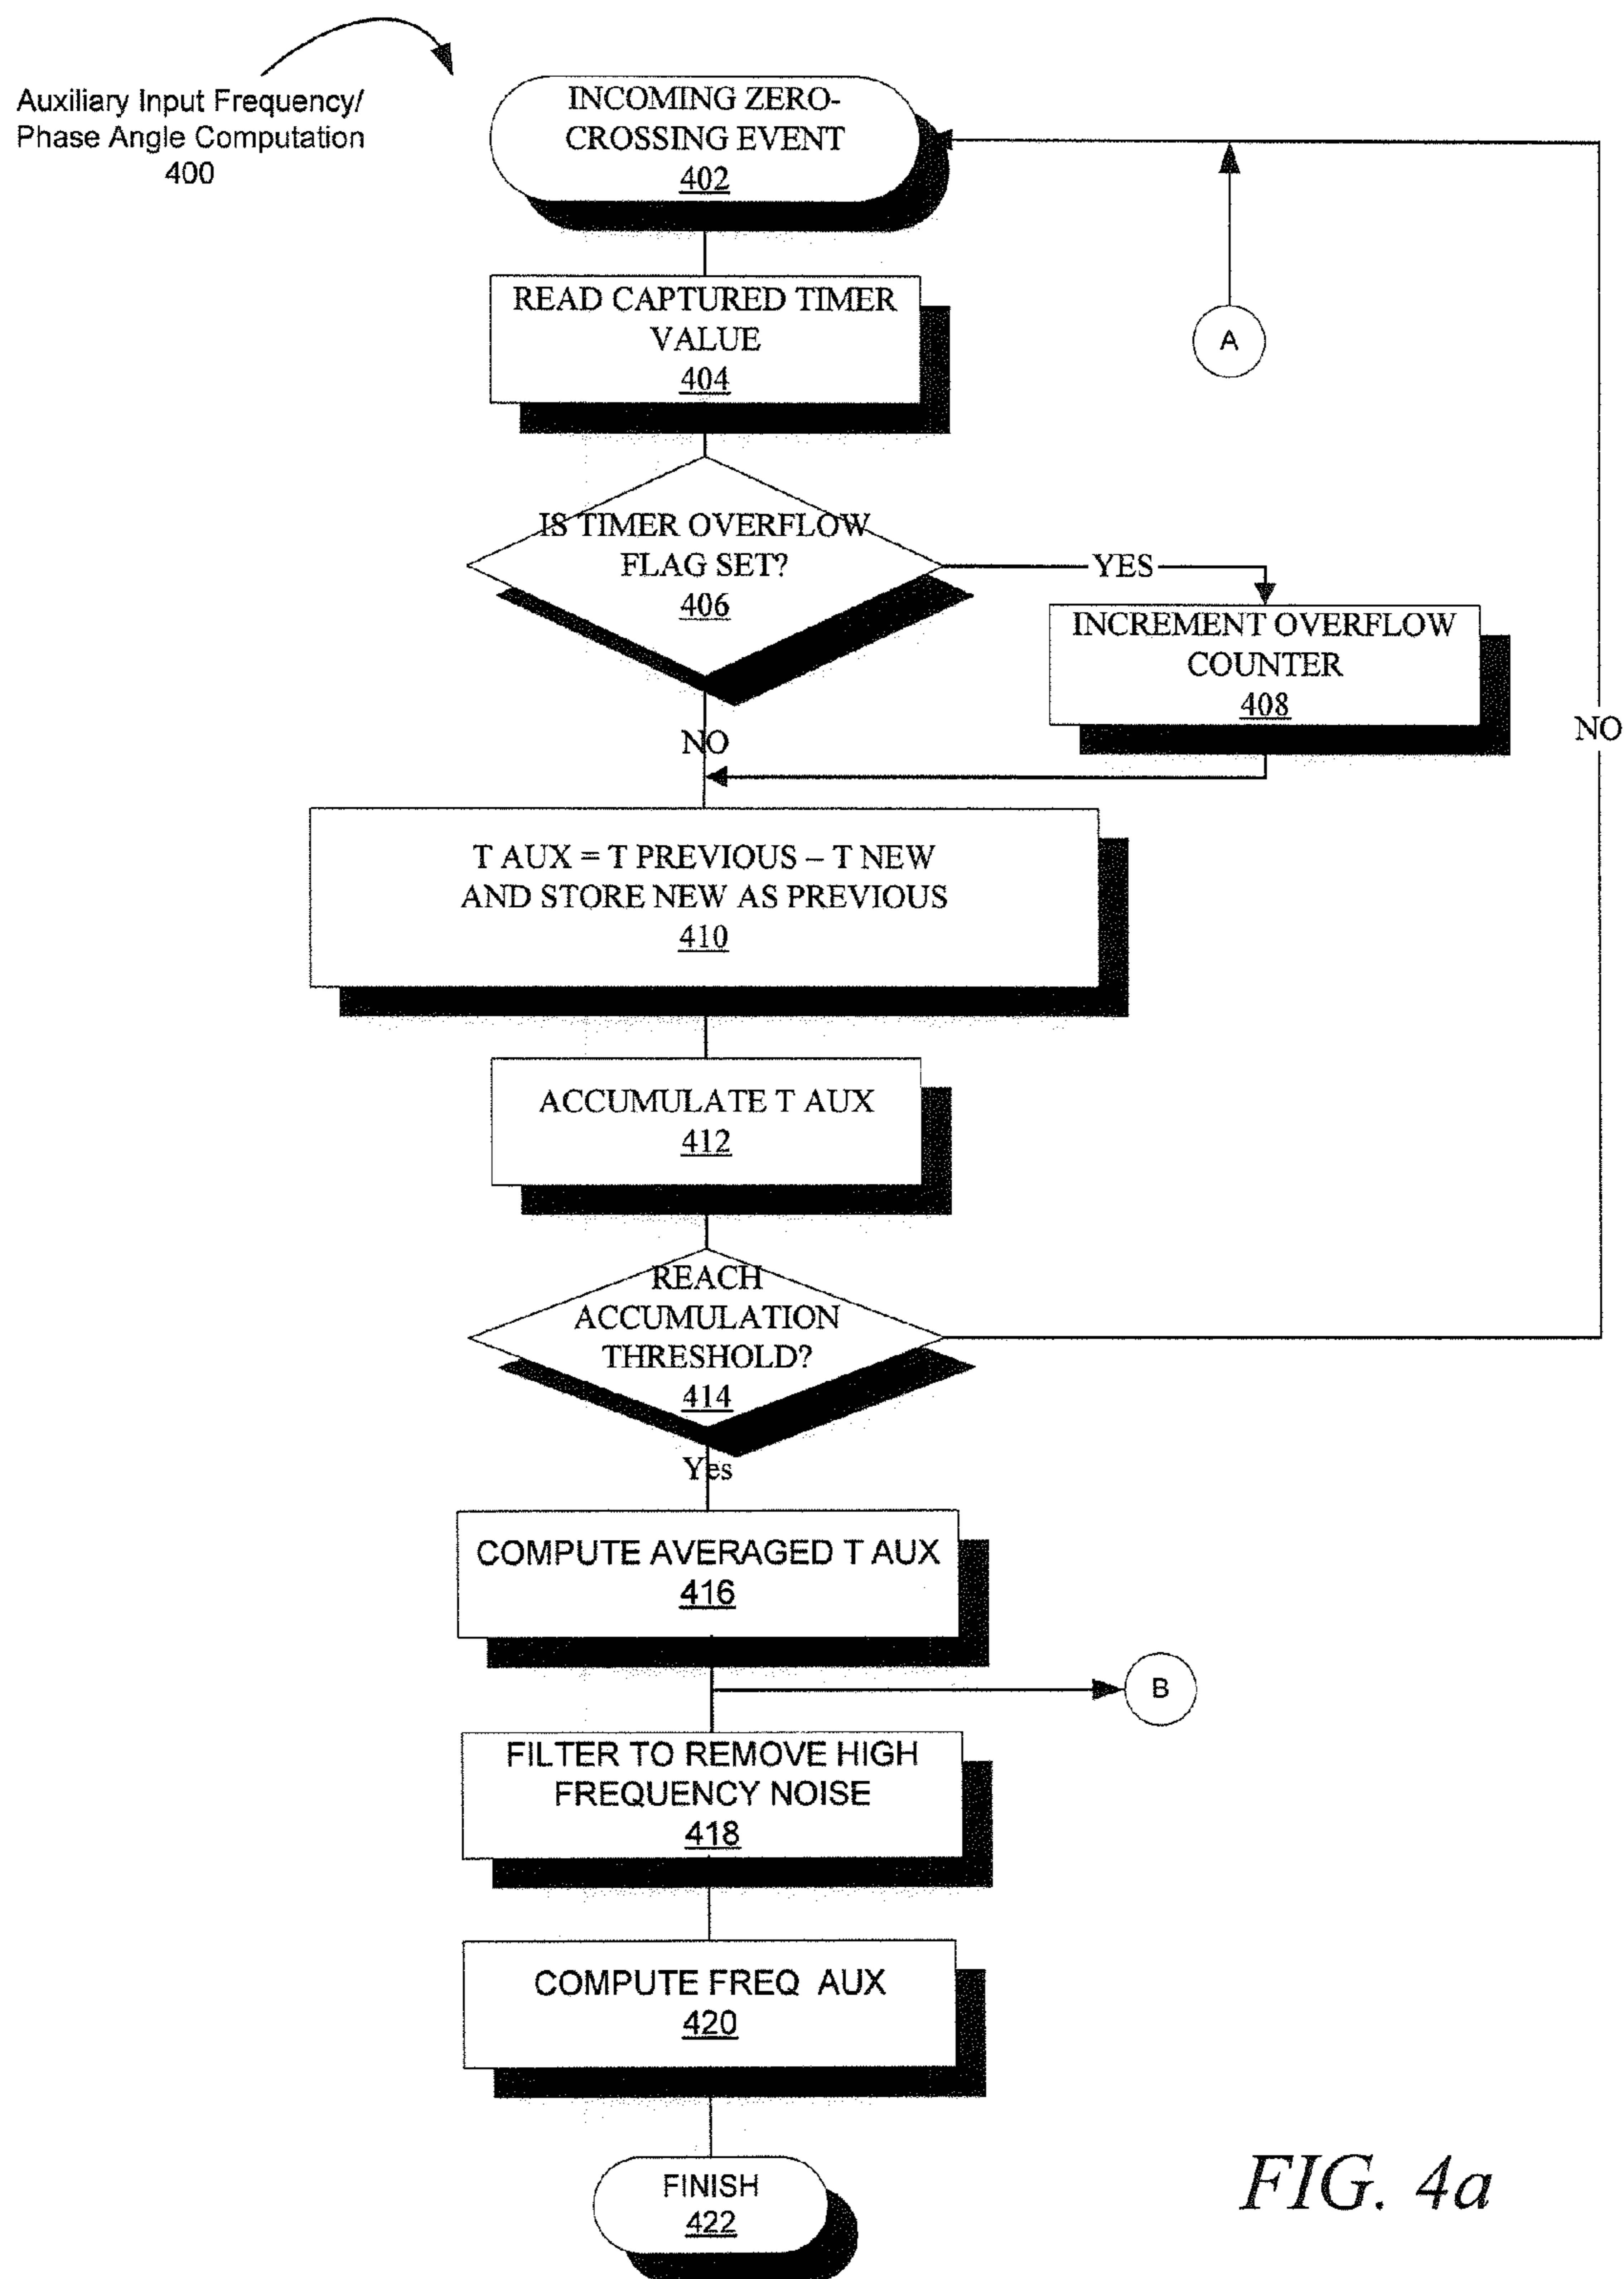 Auxiliary Input Frequency/
Phase Angle Computation
400
INCOMING ZERO-
CROSSING EVENT
402
READ CAPTURED TIMER
VALUE
404
A
IS TIMER OVERFLOW
FLAG SET?
406
YES
INCREMENT OVERFLOW
COUNTER
408
NO
NO
T AUX = T PREVIOUS – T NEW
AND STORE NEW AS PREVIOUS
410
ACCUMULATE T AUX
412
REACH
ACCUMULATION
THRESHOLD?
414
Yes
COMPUTE AVERAGED T AUX
416
B
FILTER TO REMOVE HIGH
FREQUENCY NOISE
418
COMPUTE FREQ AUX
420
FINISH
422
FIG. 4a